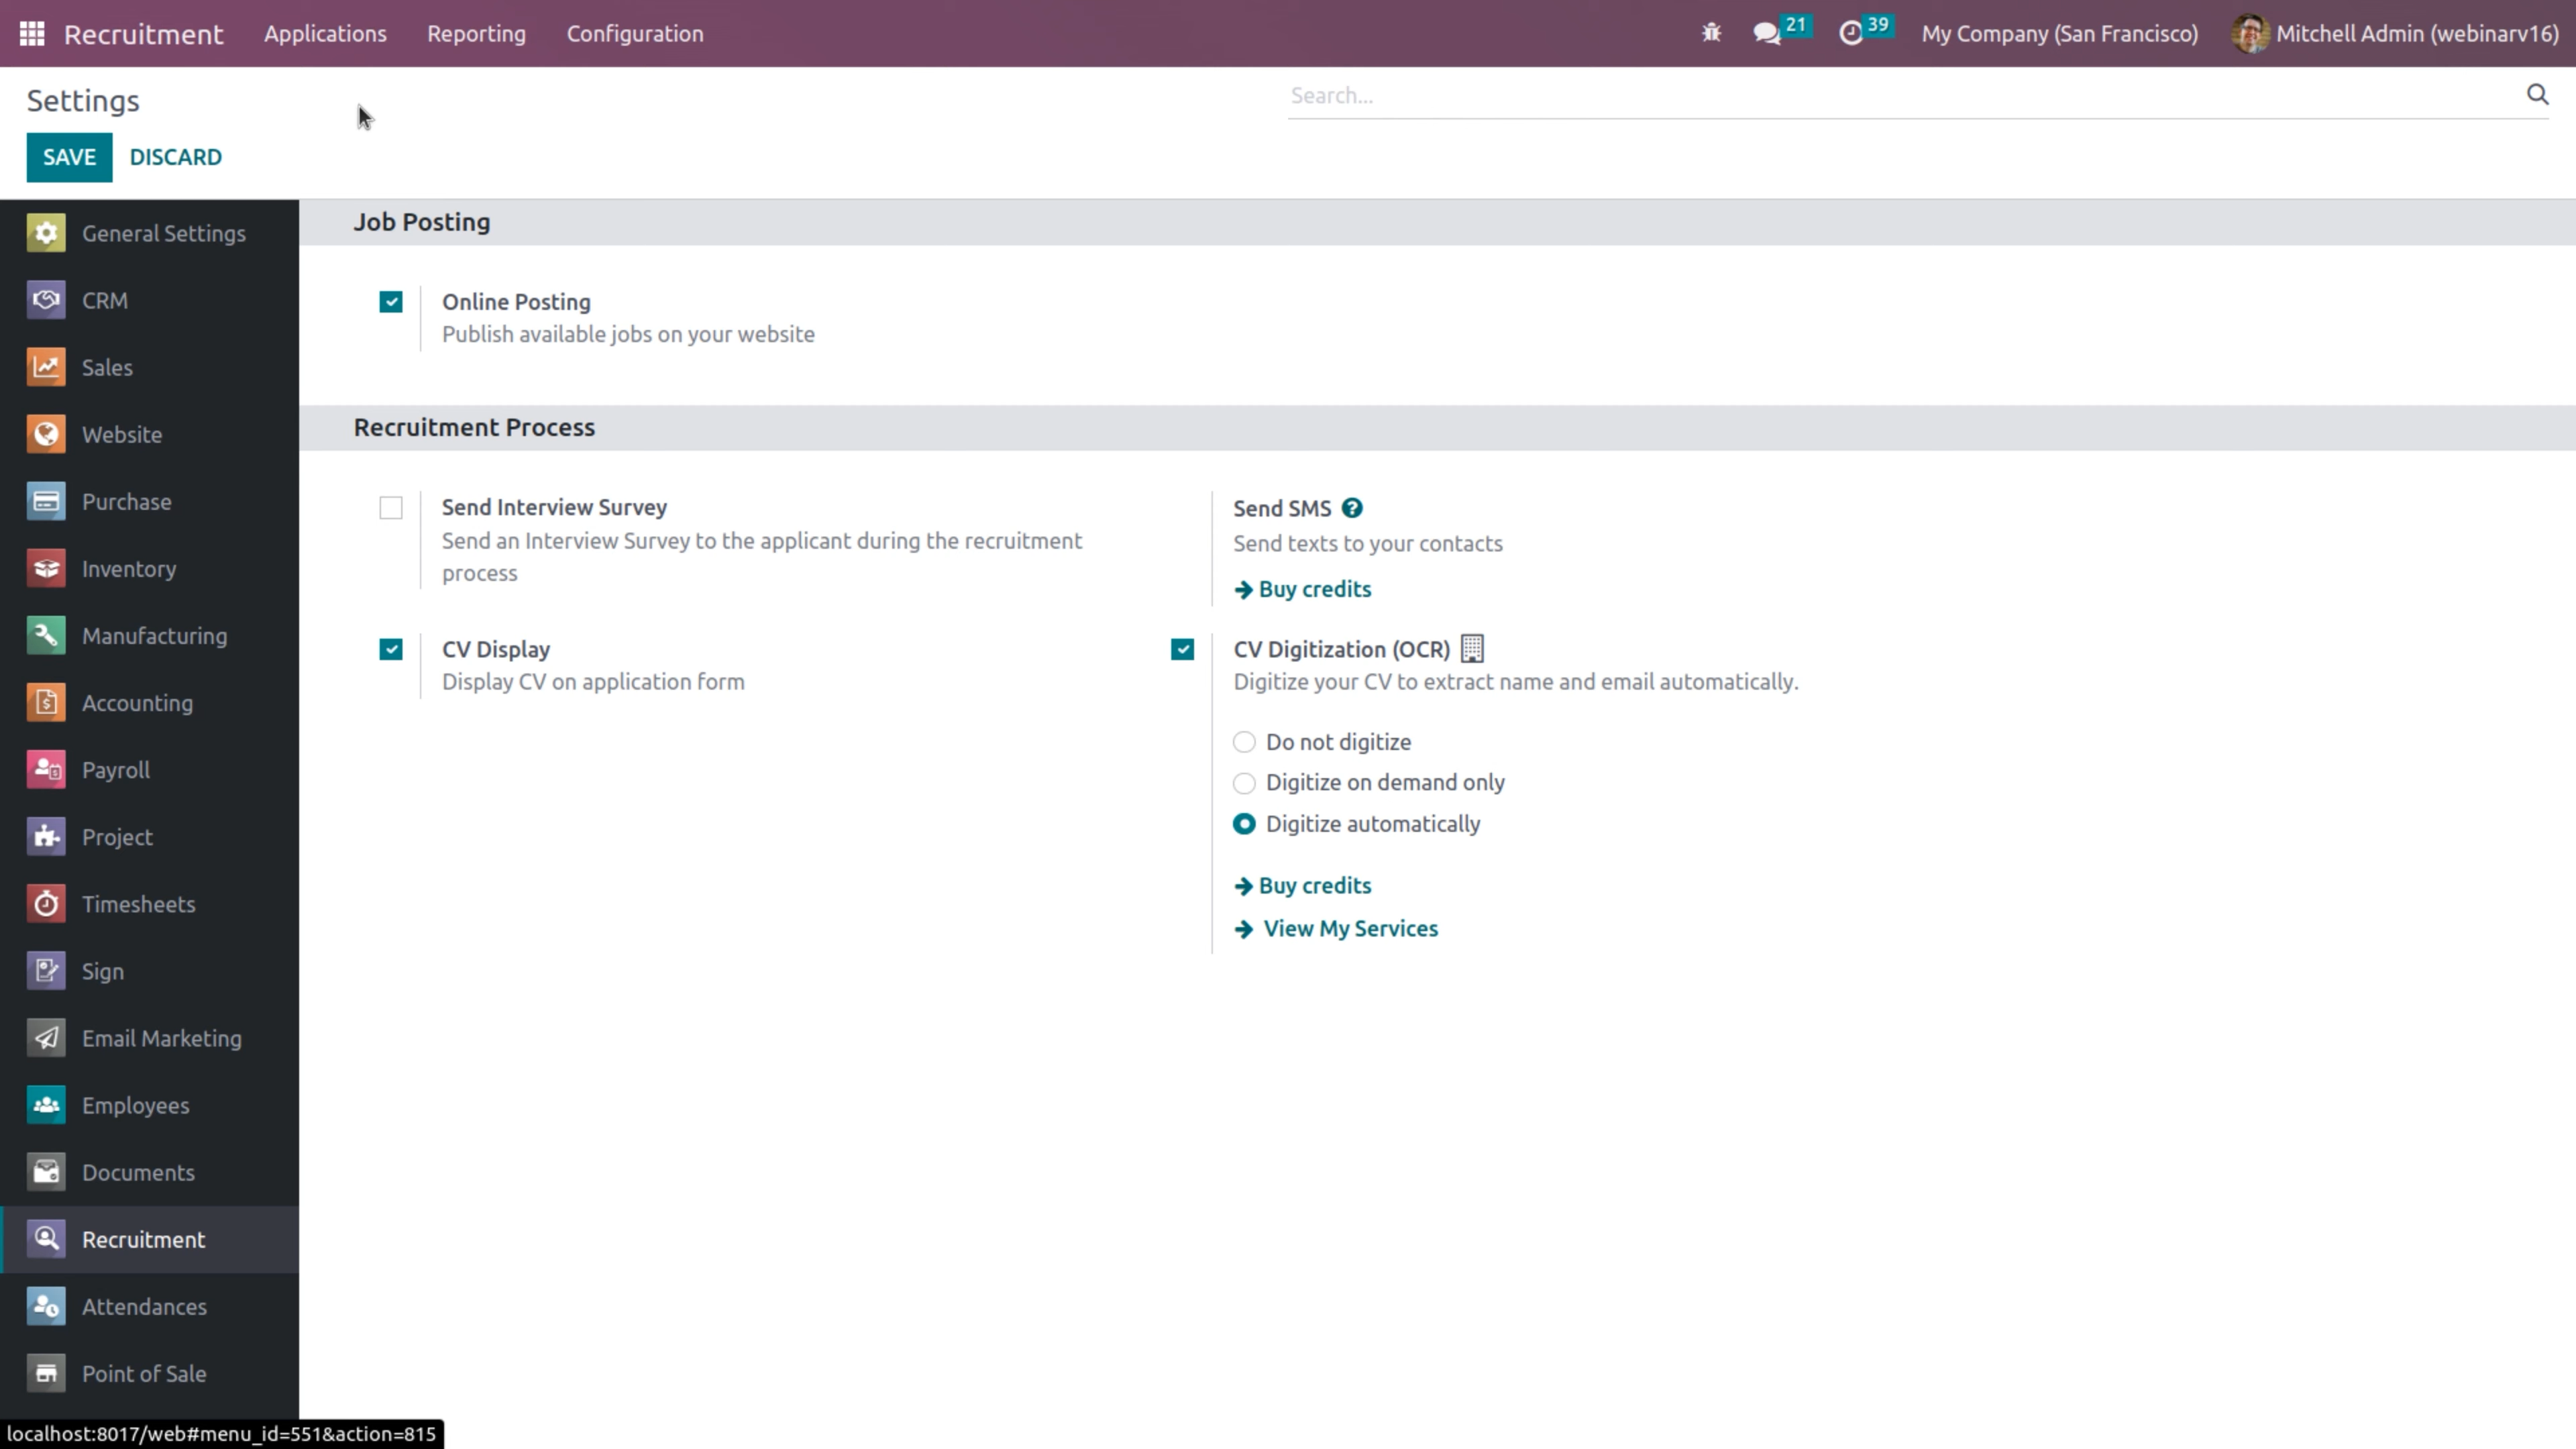 Recruitment Applications Reporting Configuration 21 39 My Company (San Francisco) Mitchell Admin (webinarv16)
Settings
Search...
SAVE DISCARD
General Settings
CRM
Sales
Website
Purchase
Inventory
Manufacturing
Accounting
Payroll
Project
Timesheets
Sign
Email Marketing
Employees
Documents
Recruitment
Attendances
Point of Sale
Job Posting
Online Posting
Publish available jobs on your website
Recruitment Process
Send Interview Survey
Send an Interview Survey to the applicant during the recruitment
process
Send SMS ?
Send texts to your contacts
Buy credits
CV Display
Display CV on application form
CV Digitization (OCR)
Digitize your CV to extract name and email automatically.
Do not digitize
Digitize on demand only
Digitize automatically
Buy credits
View My Services
localhost:8017/web#menu_id=551&action=815